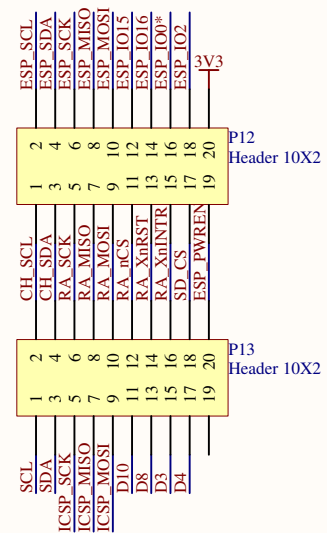 ESP_SCL
ESP_SDA
ESP_SCK
ESP_MISO
ESP_MOSI
ESP_IO15
ESP_IO16
ESP_IO0*
ESP_IO2
3V3
2 4 6 8 10 12 14 16 18 20
1 3 5 7 9 11 13 15 17 19
P12
Header 10X2
CH_SCL
CH_SDA
RA_SCK
RA_MISO
RA_MOSI
RA_nCS
RA_XnRST
RA_XnINTR
SD_CS
ESP_PWREN
2 4 6 8 10 12 14 16 18 20
1 3 5 7 9 11 13 15 17 19
P13
Header 10X2
SCL
SDA
ICSP_SCK
ICSP_MISO
ICSP_MOSI
D10
D8
D3
D4